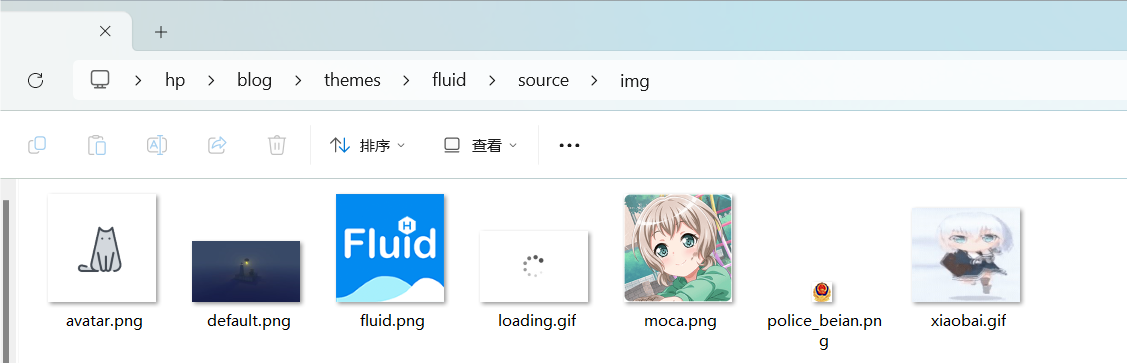 hp
blog
themes
fluid
source
img
排序
查看
H
Fluid
avatar.png
default.png
fluid.png
loading.gif
moca.png
police_beian.pn
g
xiaobai.gif